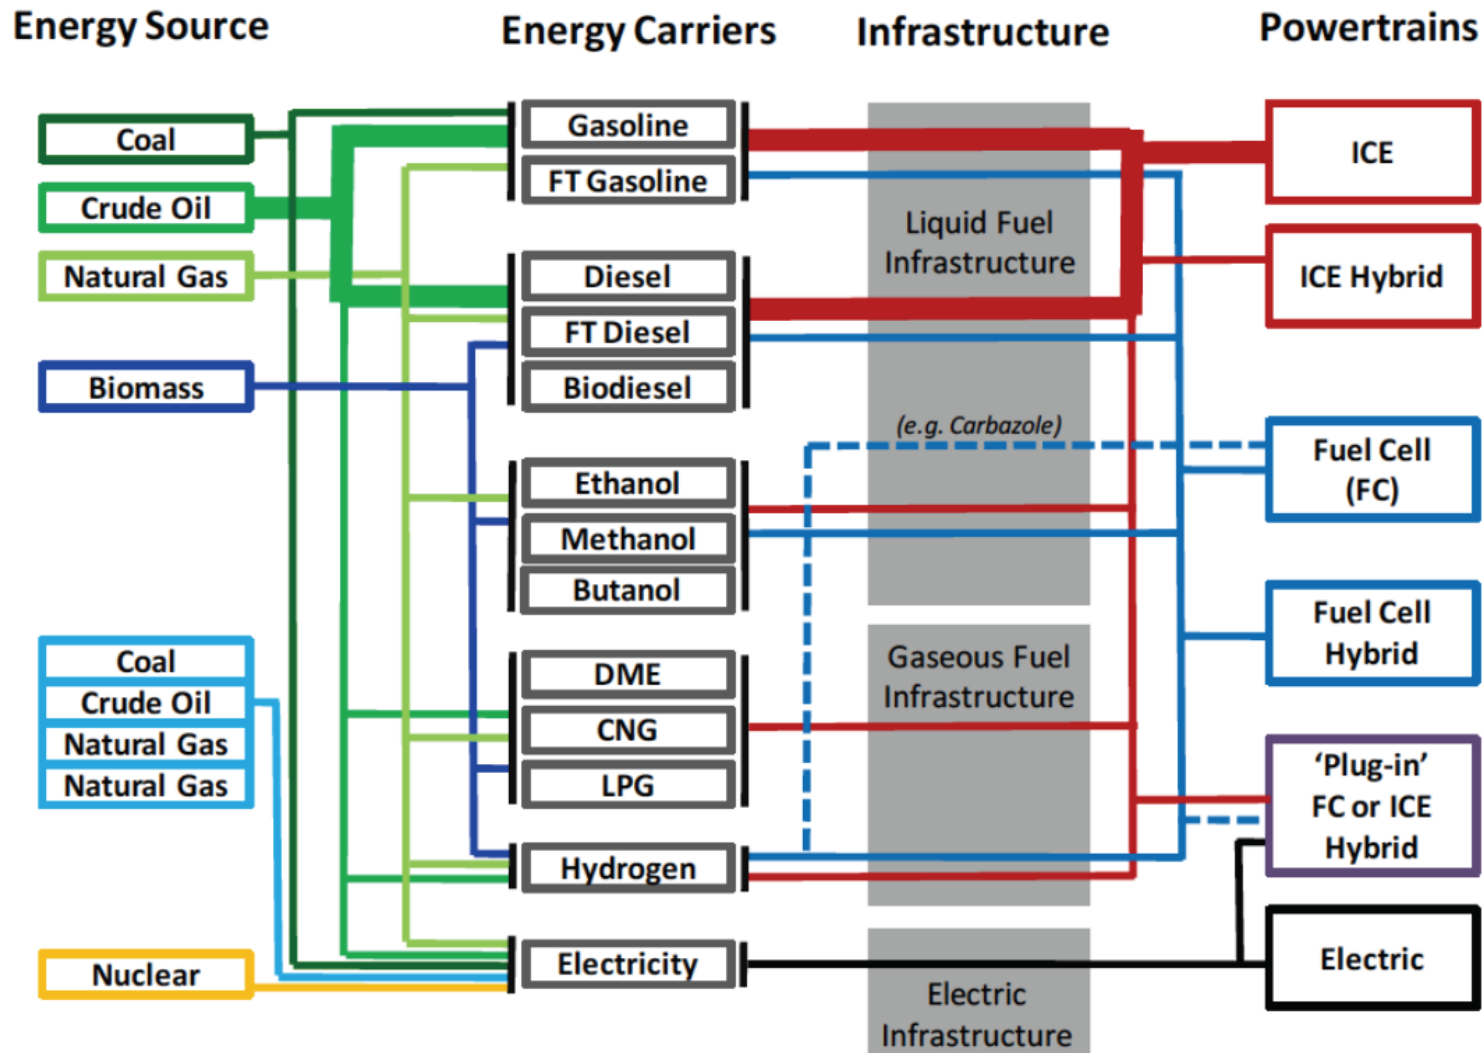 Energy Source
Energy Carriers
Infrastructure
Powertrains
Coal
Crude Oil
Natural Gas
Biomass
Coal
Crude Oil
Natural Gas
Natural Gas
Nuclear
Gasoline
FT Gasoline
Diesel
FT Diesel
Biodiesel
Ethanol
Methanol
Butanol
DME
CNG
LPG
Hydrogen
Electricity
Liquid Fuel
Infrastructure
(e.g. Carbazole)
Gaseous Fuel
Infrastructure
Electric
Infrastructure
ICE
ICE Hybrid
Fuel Cell
(FC)
Fuel Cell
Hybrid
‘Plug-in’
FC or ICE
Hybrid
Electric